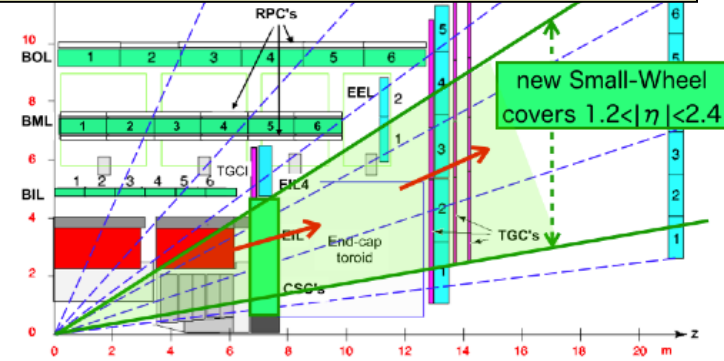 RPC's
10
BOL
1 2 3 4 5 6
5
6
5
8
EEL
2
1
4
new Small-Wheel
covers 1.2<|η|<2.4
BML
1 2 3 4 5 6
6
TGCI
EIL4
3
3
BIL
1 2 3 4 5 6
2
4
EIL
End-cap
toroid
2
TGC's
1
2
CSC's
1
0
z
0 2 4 6 8 10 12 14 16 18 20 m